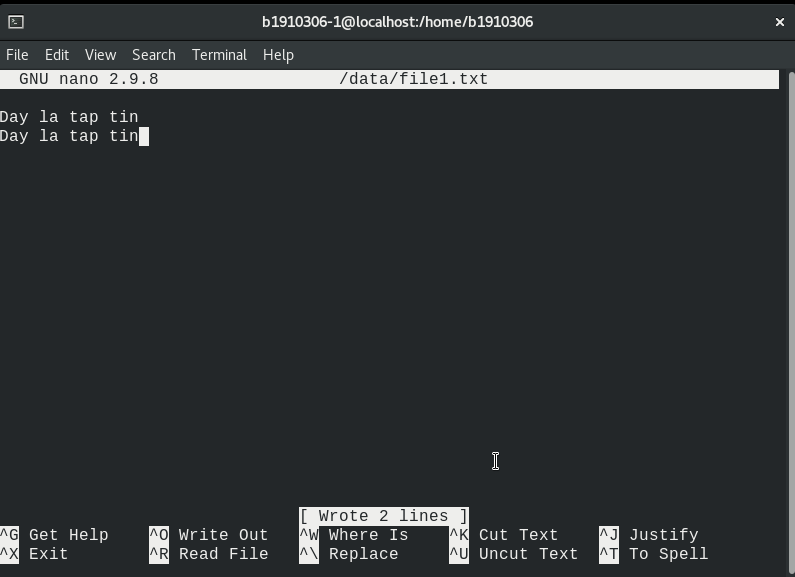 b1910306-1@localhost:/home/b1910306 ×
File Edit View Search Terminal Help
GNU nano 2.9.8 /data/file1.txt
Day la tap tin
Day la tap tin
[ Wrote 2 lines ]
^G Get Help ^O Write Out ^W Where Is ^K Cut Text ^J Justify
^X Exit ^R Read File ^\ Replace ^U Uncut Text ^T To Spell